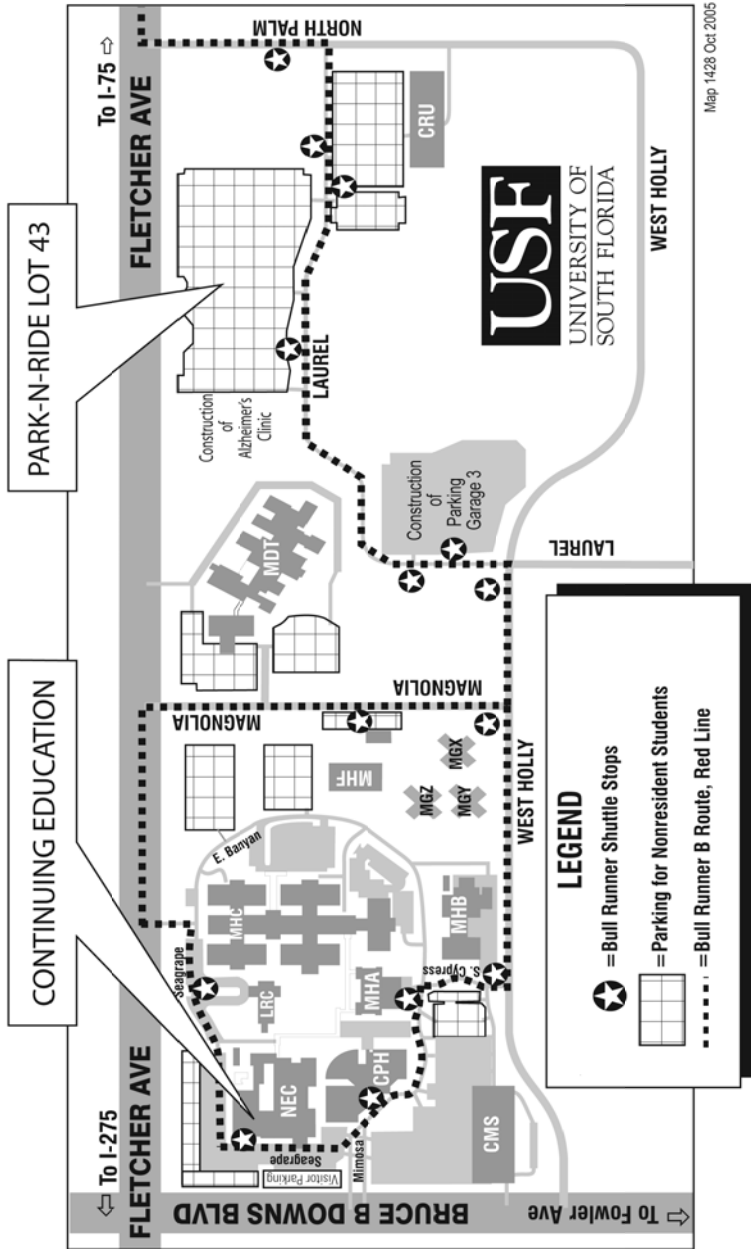 PARK-N-RIDE LOT 43
CONTINUING EDUCATION
⇦ To I-275
To I-75 ⇨
FLETCHER AVE
FLETCHER AVE
NORTH PALM
BRUCE B DOWNS BLVD
To Fowler Ave ⇨
Seagrape
E. Banyan
MHC
LRC
NEC
CPH
MHA
Seagrape
Visitor Parking
Mimosa
CMS
MHB
S. Cypress
MHF
MGZ
MGX
MGY
MAGNOLIA
MAGNOLIA
MDT
Construction
of
Alzheimer's
Clinic
LAUREL
CRU
Construction
of
Parking
Garage 3
LAUREL
WEST HOLLY
WEST HOLLY
USF
UNIVERSITY OF
SOUTH FLORIDA
LEGEND
= Bull Runner Shuttle Stops
= Parking for Nonresident Students
= Bull Runner B Route, Red Line
Map 1428 Oct 2005